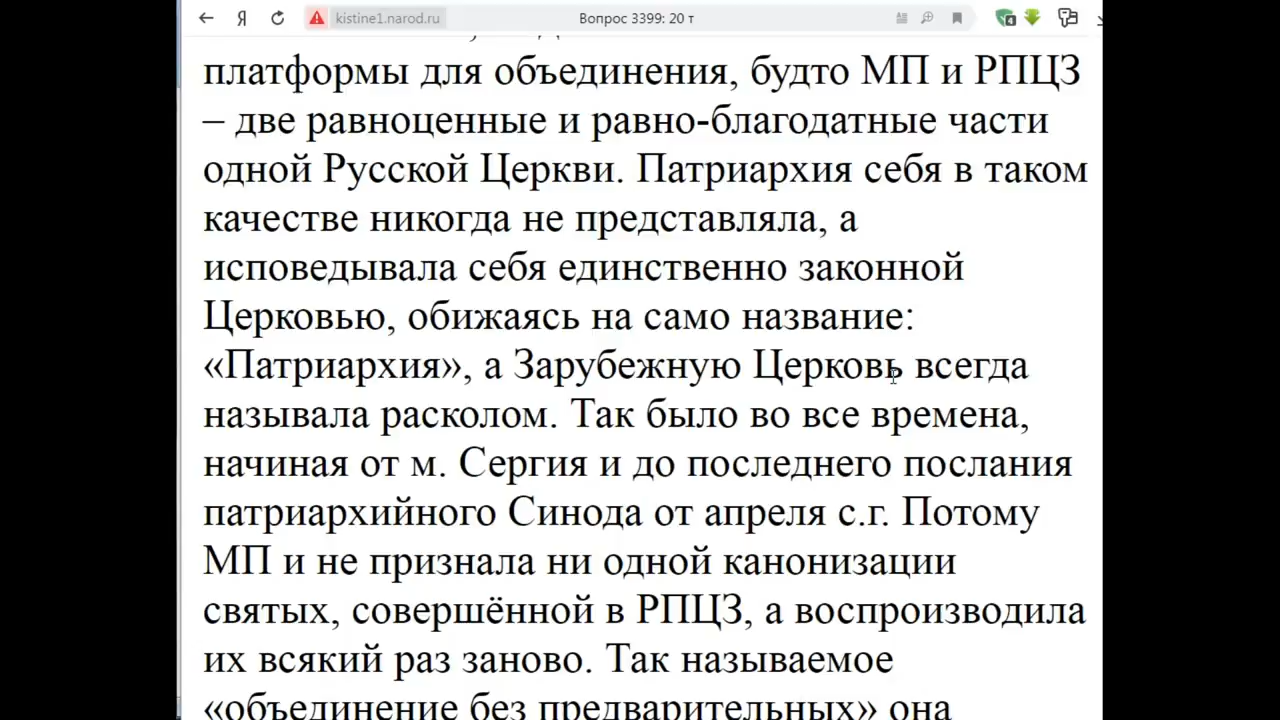 Я kistine1.narod.ru Вопрос 3399: 20 т 4
платформы для объединения, будто МП и РПЦЗ
– две равноценные и равно-благодатные части
одной Русской Церкви. Патриархия себя в таком
качестве никогда не представляла, а
исповедывала себя единственно законной
Церковью, обижаясь на само название:
«Патриархия», а Зарубежную Церковь всегда
называла расколом. Так было во все времена,
начиная от м. Сергия и до последнего послания
патриархийного Синода от апреля с.г. Потому
МП и не признала ни одной канонизации
святых, совершённой в РПЦЗ, а воспроизводила
их всякий раз заново. Так называемое
«объединение без предварительных» она